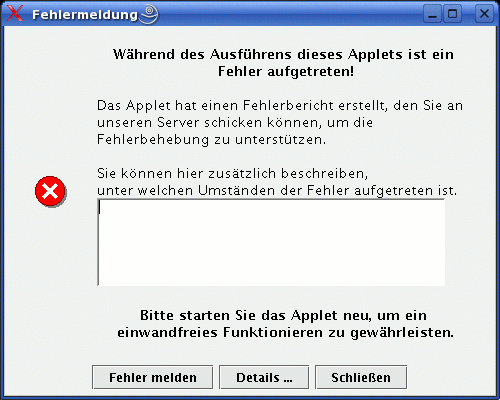 Fehlermeldung
Während des Ausführens dieses Applets ist ein
Fehler aufgetreten!
Das Applet hat einen Fehlerbericht erstellt, den Sie an
unseren Server schicken können, um die
Fehlerbehebung zu unterstützen.
Sie können hier zusätzlich beschreiben,
unter welchen Umständen der Fehler aufgetreten ist.
Bitte starten Sie das Applet neu, um ein
einwandfreies Funktionieren zu gewährleisten.
Fehler melden
Details ...
Schließen